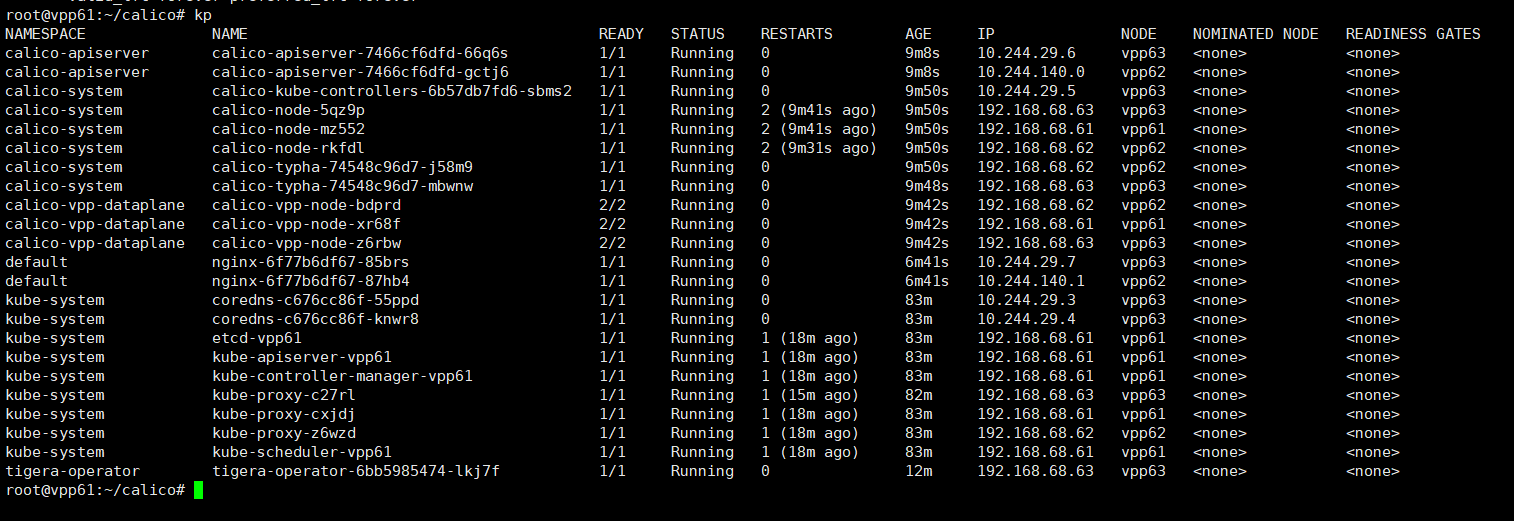 root@vpp61:~/calico# kp
NAMESPACE NAME READY STATUS RESTARTS AGE IP NODE NOMINATED NODE READINESS GATES
calico-apiserver calico-apiserver-7466cf6dfd-66q6s 1/1 Running 0 9m8s 10.244.29.6 vpp63 <none> <none>
calico-apiserver calico-apiserver-7466cf6dfd-gctj6 1/1 Running 0 9m8s 10.244.140.0 vpp62 <none> <none>
calico-system calico-kube-controllers-6b57db7fd6-sbms2 1/1 Running 0 9m50s 10.244.29.5 vpp63 <none> <none>
calico-system calico-node-5qz9p 1/1 Running 2 (9m41s ago) 9m50s 192.168.68.63 vpp63 <none> <none>
calico-system calico-node-mz552 1/1 Running 2 (9m41s ago) 9m50s 192.168.68.61 vpp61 <none> <none>
calico-system calico-node-rkfdl 1/1 Running 2 (9m31s ago) 9m50s 192.168.68.62 vpp62 <none> <none>
calico-system calico-typha-74548c96d7-j58m9 1/1 Running 0 9m50s 192.168.68.62 vpp62 <none> <none>
calico-system calico-typha-74548c96d7-mbwnw 1/1 Running 0 9m48s 192.168.68.63 vpp63 <none> <none>
calico-vpp-dataplane calico-vpp-node-bdprd 2/2 Running 0 9m42s 192.168.68.62 vpp62 <none> <none>
calico-vpp-dataplane calico-vpp-node-xr68f 2/2 Running 0 9m42s 192.168.68.61 vpp61 <none> <none>
calico-vpp-dataplane calico-vpp-node-z6rbw 2/2 Running 0 9m42s 192.168.68.63 vpp63 <none> <none>
default nginx-6f77b6df67-85brs 1/1 Running 0 6m41s 10.244.29.7 vpp63 <none> <none>
default nginx-6f77b6df67-87hb4 1/1 Running 0 6m41s 10.244.140.1 vpp62 <none> <none>
kube-system coredns-c676cc86f-55ppd 1/1 Running 0 83m 10.244.29.3 vpp63 <none> <none>
kube-system coredns-c676cc86f-knwr8 1/1 Running 0 83m 10.244.29.4 vpp63 <none> <none>
kube-system etcd-vpp61 1/1 Running 1 (18m ago) 83m 192.168.68.61 vpp61 <none> <none>
kube-system kube-apiserver-vpp61 1/1 Running 1 (18m ago) 83m 192.168.68.61 vpp61 <none> <none>
kube-system kube-controller-manager-vpp61 1/1 Running 1 (18m ago) 83m 192.168.68.61 vpp61 <none> <none>
kube-system kube-proxy-c27rl 1/1 Running 1 (15m ago) 82m 192.168.68.63 vpp63 <none> <none>
kube-system kube-proxy-cxjdj 1/1 Running 1 (18m ago) 83m 192.168.68.61 vpp61 <none> <none>
kube-system kube-proxy-z6wzd 1/1 Running 1 (18m ago) 83m 192.168.68.62 vpp62 <none> <none>
kube-system kube-scheduler-vpp61 1/1 Running 1 (18m ago) 83m 192.168.68.61 vpp61 <none> <none>
tigera-operator tigera-operator-6bb5985474-lkj7f 1/1 Running 0 12m 192.168.68.63 vpp63 <none> <none>
root@vpp61:~/calico#